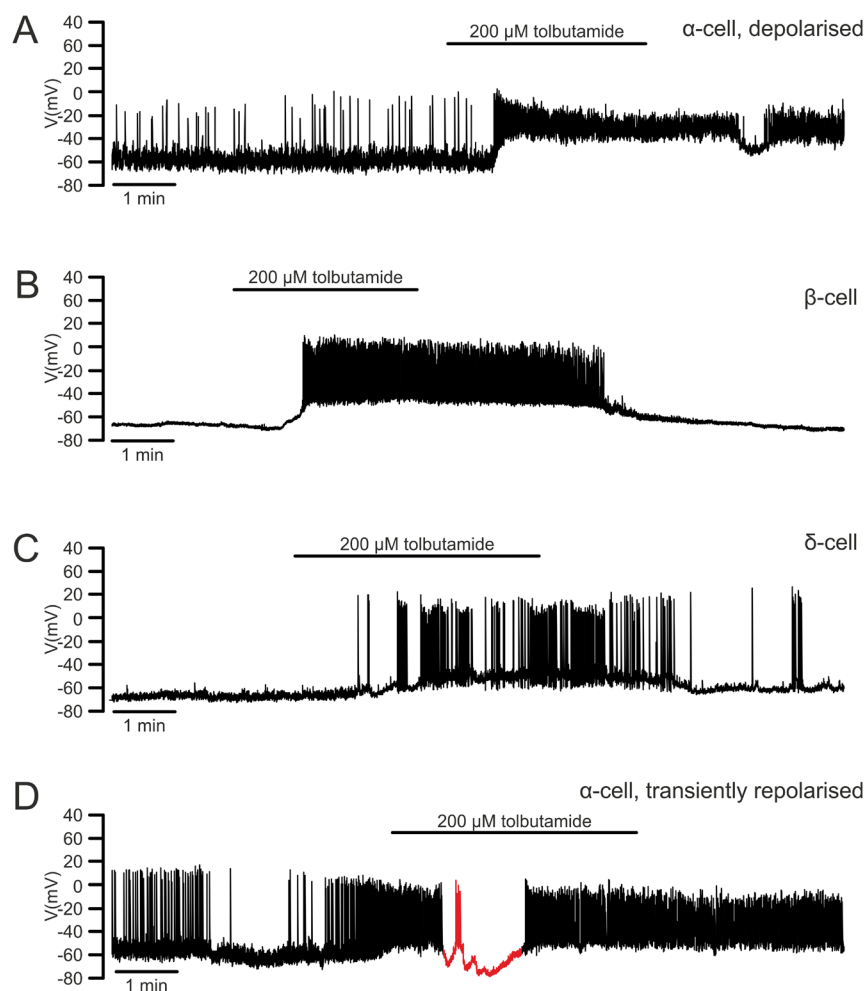 A
200 µM tolbutamide
α-cell, depolarised
40
60
20
0
-20
-40
-60
-80
V(mV)
1 min
B
200 µM tolbutamide
β-cell
40
60
20
0
-20
-40
-60
-80
V(mV)
1 min
C
200 µM tolbutamide
δ-cell
40
60
20
0
-20
-40
-60
-80
V(mV)
1 min
D
α-cell, transiently repolarised
200 µM tolbutamide
40
60
20
0
-20
-40
-60
-80
V(mV)
1 min